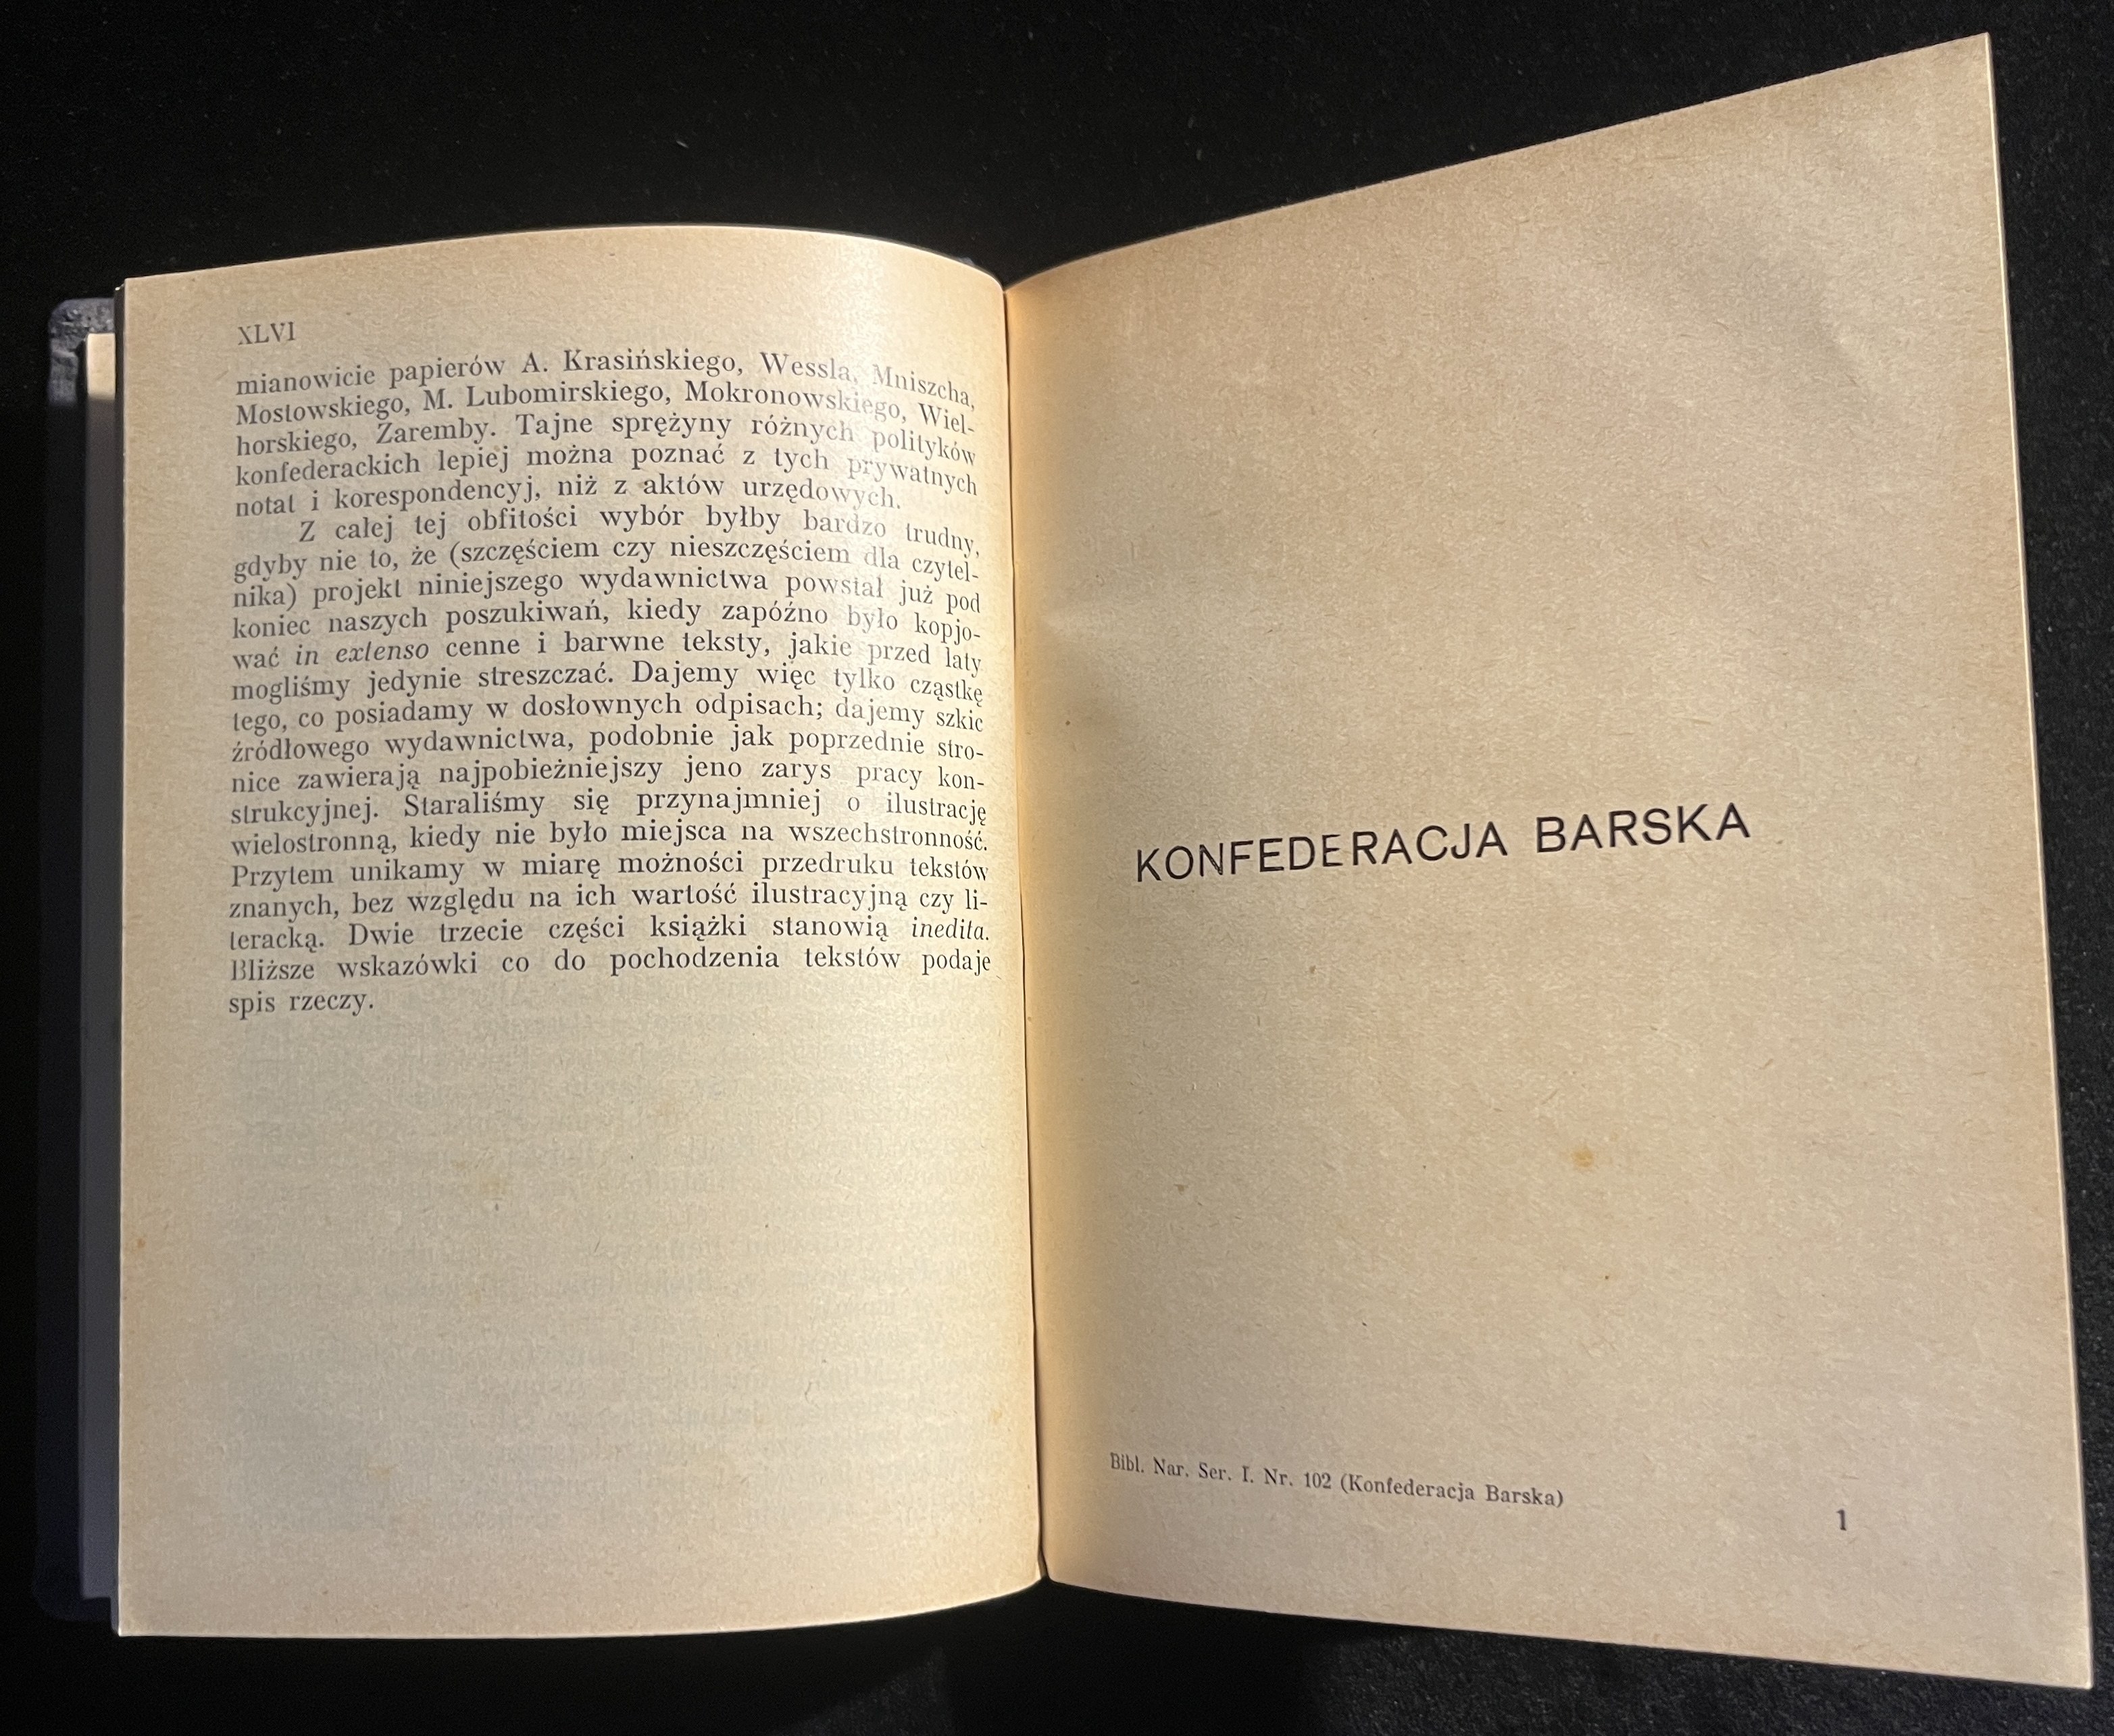 XLVI
mianowicie papierów A. Krasińskiego, Wessla, Mniszcha,
Mostowskiego, M. Lubomirskiego, Mokronowskiego, Wiel-
horskiego, Zaremby. Tajne sprężyny różnych polityków
konfederackich lepiej można poznać z tych prywatnych
notat i korespondencyj, niż z aktów urzędowych.
Z całej tej obfitości wybór byłby bardzo trudny,
gdyby nie to, że (szczęściem czy nieszczęściem dla czytel-
nika) projekt niniejszego wydawnictwa powstał już pod
koniec naszych poszukiwań, kiedy zapóźno było kopjo-
wać in extenso cenne i barwne teksty, jakie przed laty
mogliśmy jedynie streszczać. Dajemy więc tylko cząstkę
tego, co posiadamy w dosłownych odpisach; dajemy szkic
źródłowego wydawnictwa, podobnie jak poprzednie stro-
nice zawierają najpobieżniejszy jeno zarys pracy kon-
strukcyjnej. Staraliśmy się przynajmniej o ilustrację
wielostronną, kiedy nie było miejsca na wszechstronność.
Przytem unikamy w miarę możności przedruku tekstów
znanych, bez względu na ich wartość ilustracyjną czy li-
teracką. Dwie trzecie części książki stanowią inedita.
Bliższe wskazówki co do pochodzenia tekstów podaje
spis rzeczy.
KONFEDERACJA BARSKA
Bibl. Nar. Ser. I. Nr. 102 (Konfederacja Barska)
1